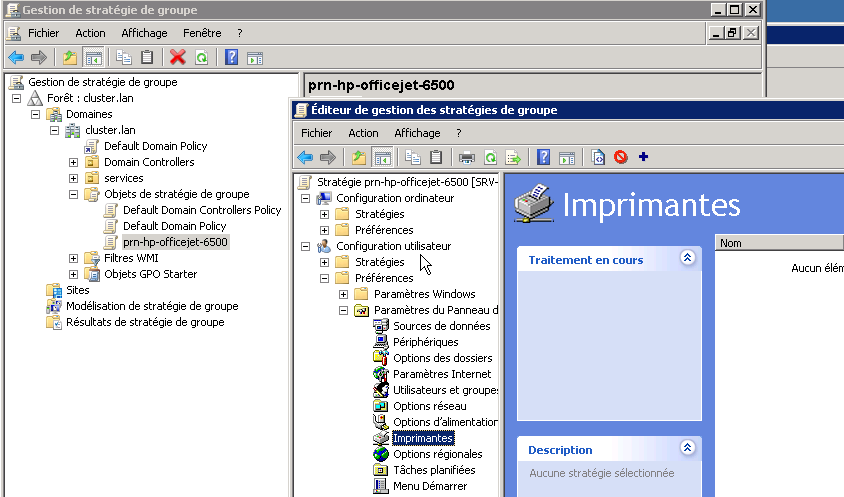 Gestion de stratégie de groupe
Fichier Action Affichage Fenêtre ?
Gestion de stratégie de groupe
Forêt : cluster.lan
Domaines
cluster.lan
Default Domain Policy
Domain Controllers
services
Objets de stratégie de groupe
Default Domain Controllers Policy
Default Domain Policy
prn-hp-officejet-6500
Filtres WMI
Objets GPO Starter
Sites
Modélisation de stratégie de groupe
Résultats de stratégie de groupe
prn-hp-officejet-6500
Éditeur de gestion des stratégies de groupe
Fichier Action Affichage ?
Stratégie prn-hp-officejet-6500 [SRV-
Configuration ordinateur
Stratégies
Préférences
Configuration utilisateur
Stratégies
Préférences
Paramètres Windows
Paramètres du Panneau d
Sources de données
Périphériques
Options des dossiers
Paramètres Internet
Utilisateurs et groupes
Options réseau
Options d'alimentation
Imprimantes
Options régionales
Tâches planifiées
Menu Démarrer
Imprimantes
Traitement en cours
Description
Aucune stratégie sélectionnée
Nom
Aucun élém